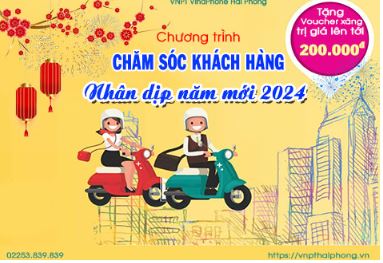 VNPT VinaPhone Hải Phòng
Tặng
Voucher xăng
trị giá lên tới
200.000đ
Chương trình
CHĂM SÓC KHÁCH HÀNG
Nhân dịp năm mới 2024
02253.839.839
https://vnpthaiphong.vn